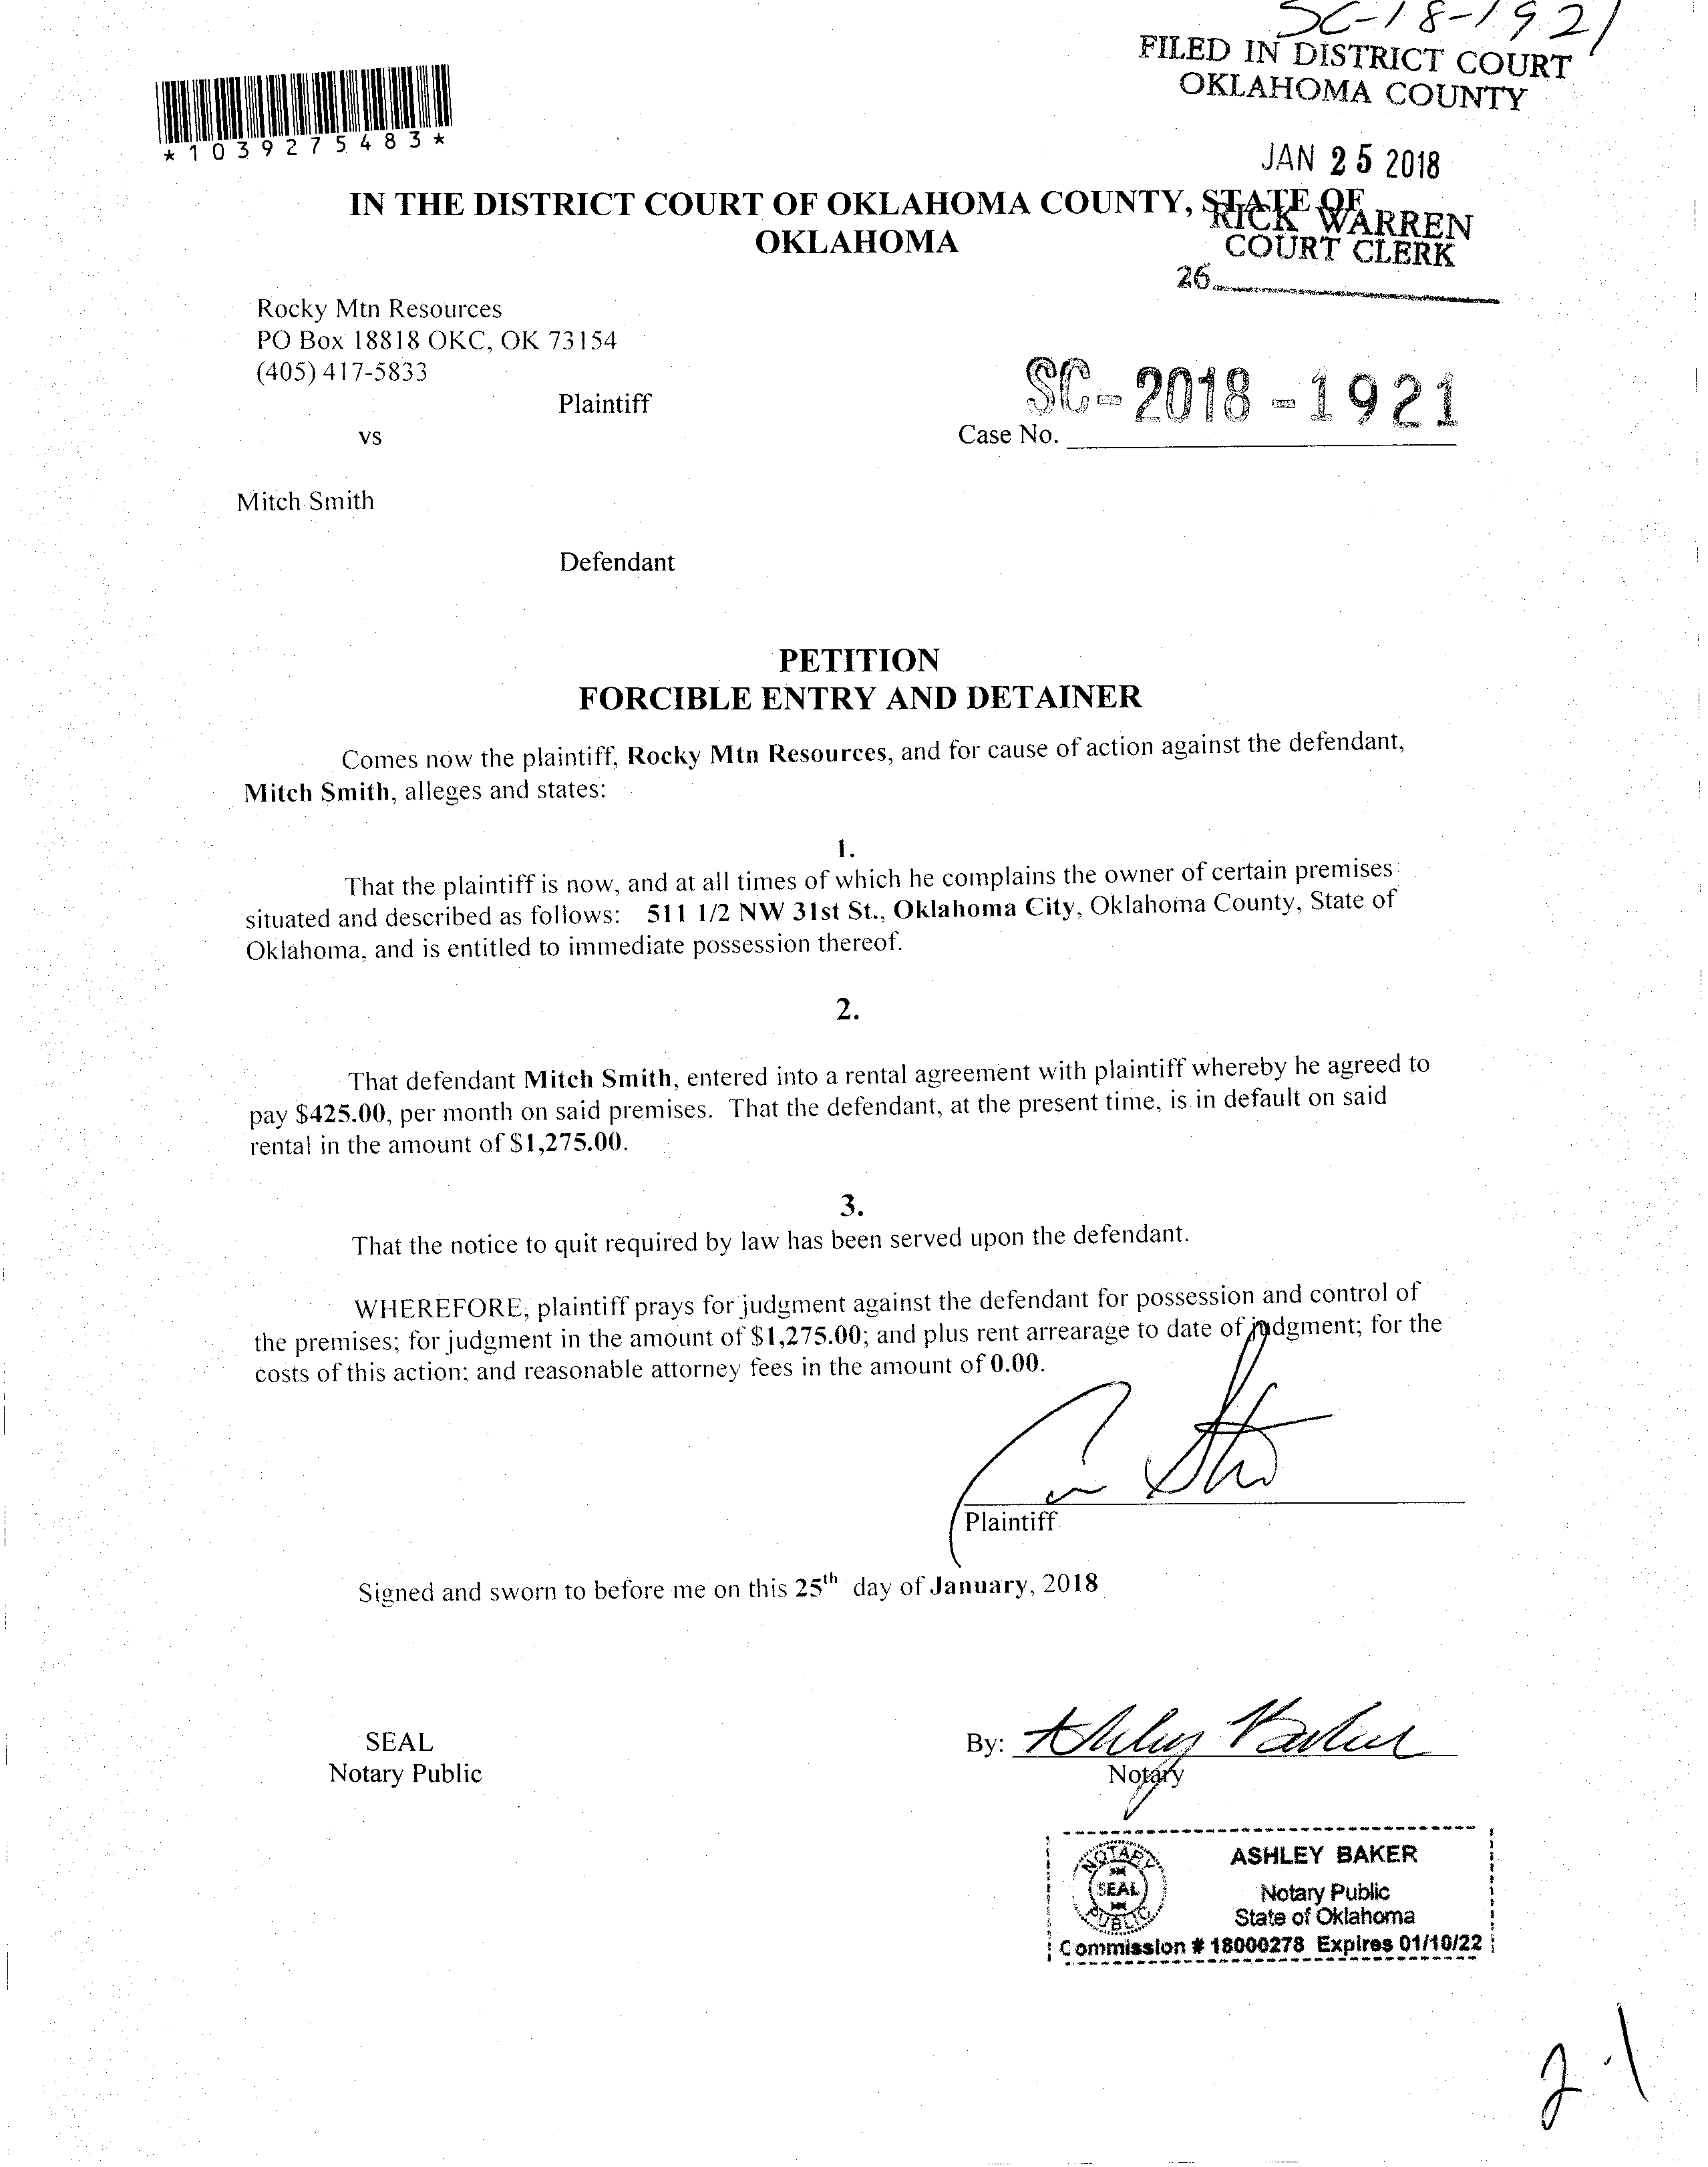 SC-18-1921
FILED IN DISTRICT COURT
OKLAHOMA COUNTY
*1039275483*
JAN 25 2018
IN THE DISTRICT COURT OF OKLAHOMA COUNTY, STATE OF
OKLAHOMA
RICK WARREN
COURT CLERK
26
Rocky Mtn Resources
PO Box 18818 OKC, OK 73154
(405) 417-5833
Plaintiff
SC-2018-1921
vs
Case No.
Mitch Smith
Defendant
PETITION
FORCIBLE ENTRY AND DETAINER
Comes now the plaintiff, Rocky Mtn Resources, and for cause of action against the defendant,
Mitch Smith, alleges and states:
1.
That the plaintiff is now, and at all times of which he complains the owner of certain premises
situated and described as follows: 511 1/2 NW 31st St., Oklahoma City, Oklahoma County, State of
Oklahoma, and is entitled to immediate possession thereof.
2.
That defendant Mitch Smith, entered into a rental agreement with plaintiff whereby he agreed to
pay $425.00, per month on said premises. That the defendant, at the present time, is in default on said
rental in the amount of $1,275.00.
3.
That the notice to quit required by law has been served upon the defendant.
WHEREFORE, plaintiff prays for judgment against the defendant for possession and control of
the premises; for judgment in the amount of $1,275.00; and plus rent arrearage to date of judgment; for the
costs of this action; and reasonable attorney fees in the amount of 0.00.
Plaintiff
Signed and sworn to before me on this 25th day of January, 2018
SEAL
Notary Public
By: Ashley Baker
Notary
NOTARY
SEAL
PUBLIC
ASHLEY BAKER
Notary Public
State of Oklahoma
Commission # 18000278 Expires 01/10/22